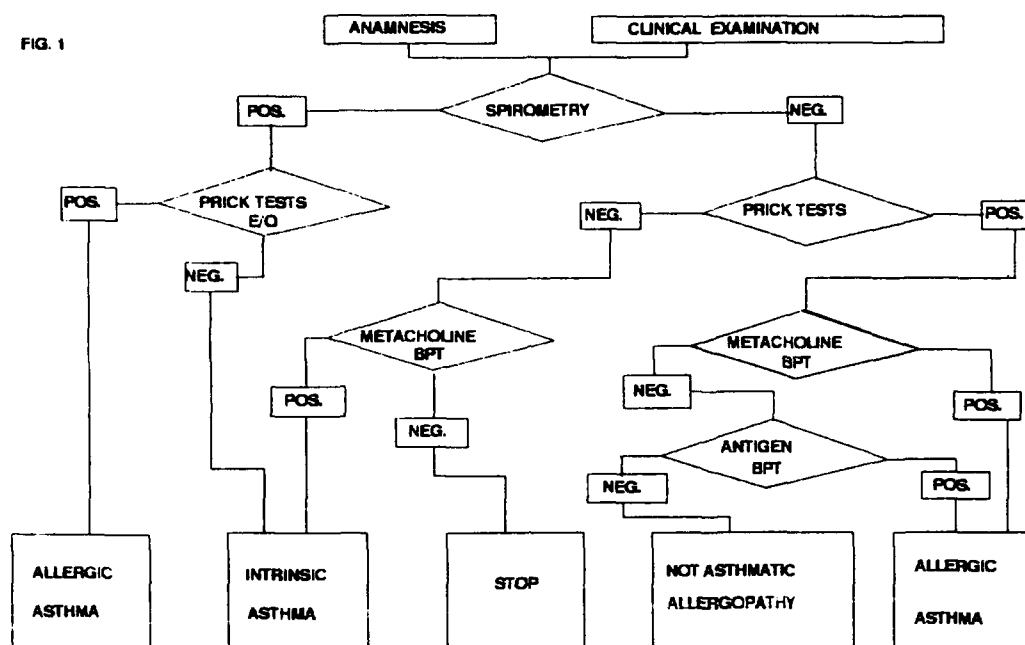 FIG. 1
ANAMNESIS
CLINICAL EXAMINATION
SPIROMETRY
POS.
NEG.
PRICK TESTS
E/O
POS.
NEG.
PRICK TESTS
NEG.
POS.
METACHOLINE
BPT
POS.
NEG.
METACHOLINE
BPT
NEG.
POS.
ANTIGEN
BPT
NEG.
POS.
ALLERGIC
ASTHMA
INTRINSIC
ASTHMA
STOP
NOT ASTHMATIC
ALLERGOPATHY
ALLERGIC
ASTHMA